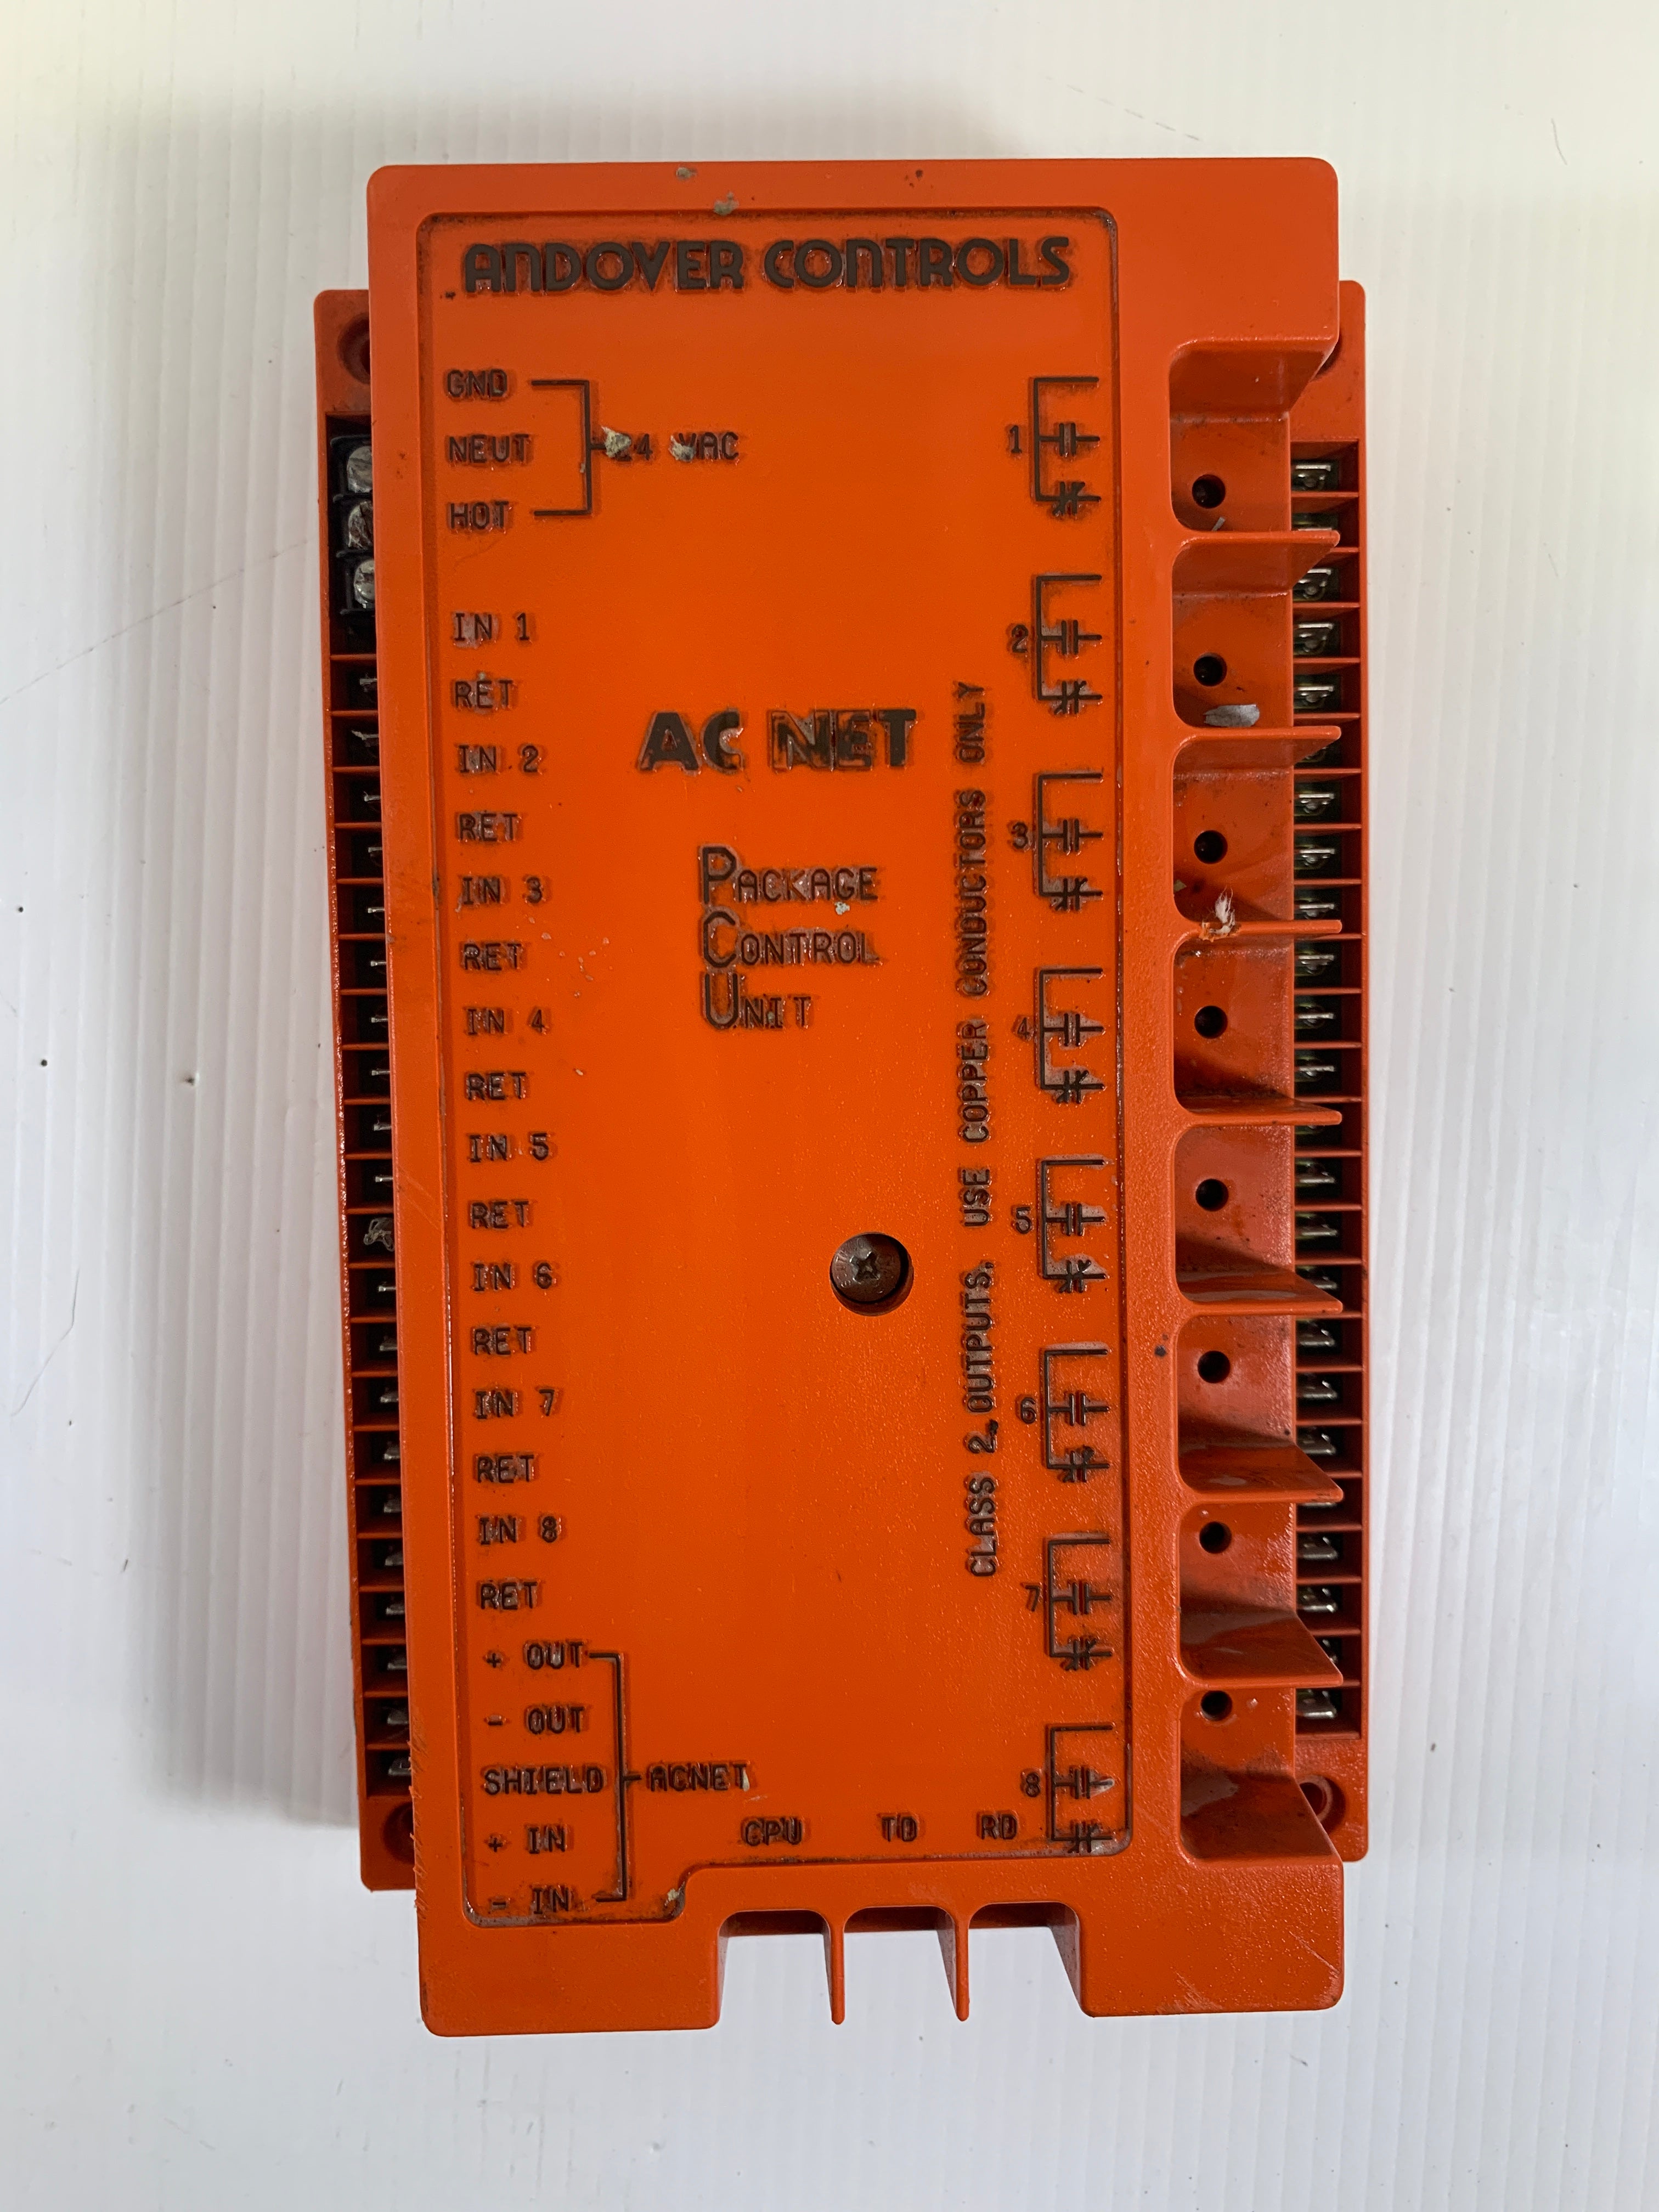 ANDOVER CONTROLS
GND
NEUT
HOT
24 VAC
IN 1
RET
IN 2
RET
IN 3
RET
IN 4
RET
IN 5
RET
IN 6
RET
IN 7
RET
IN 8
RET
+ OUT
- OUT
SHIELD
+ IN
- IN
ACNET
AC NET
PACKAGE
CONTROL
UNIT
CLASS 2 OUTPUTS. USE COPPER CONDUCTORS ONLY
1
2
3
4
5
6
7
8
CPU TD RD